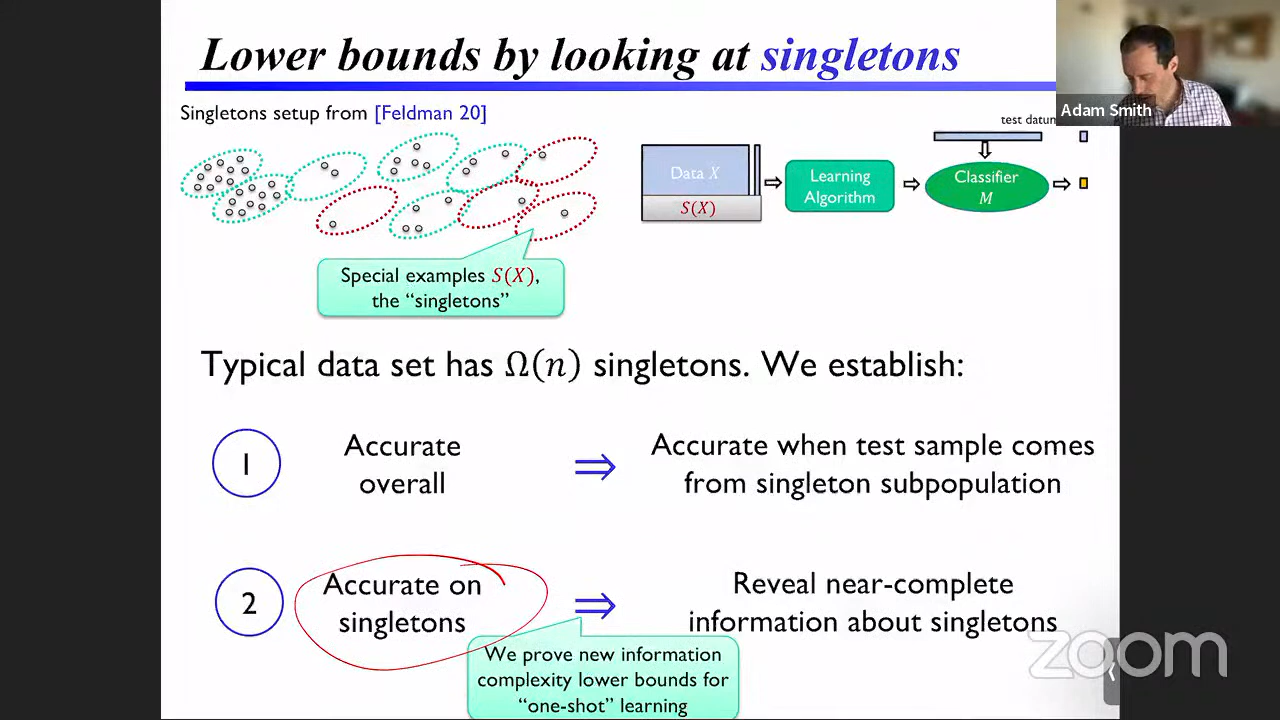 Lower bounds by looking at singletons
Adam Smith
Singletons setup from [Feldman 20]
test datum
Data X
S(X)
Learning
Algorithm
Classifier
M
Special examples S(X),
the “singletons”
Typical data set has Ω(n) singletons. We establish:
1
Accurate
overall
⇒
Accurate when test sample comes
from singleton subpopulation
2
Accurate on
singletons
⇒
Reveal near-complete
information about singletons
We prove new information
complexity lower bounds for
“one-shot” learning
zoom